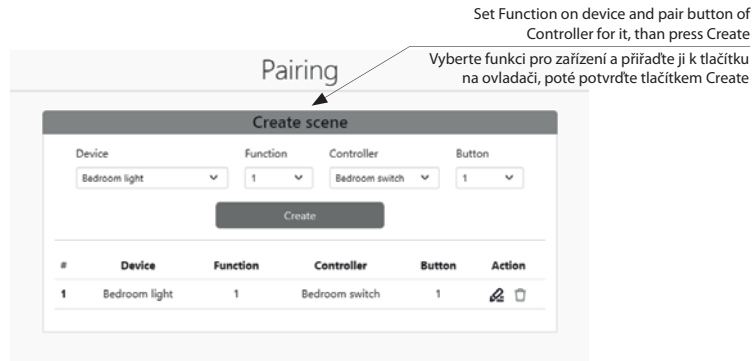 Set Function on device and pair button of
Controller for it, than press Create
Vyberte funkci pro zařízení a přiřaďte ji k tlačítku
na ovladači, poté potvrďte tlačítkem Create
Pairing
Create scene
Device Function Controller Button
Bedroom light 1 Bedroom switch 1
Create
# Device Function Controller Button Action
1 Bedroom light 1 Bedroom switch 1